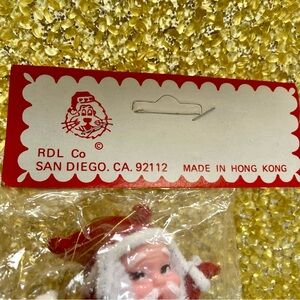 ©
RDL Co
SAN DIEGO. CA. 92112 MADE IN HONG KONG